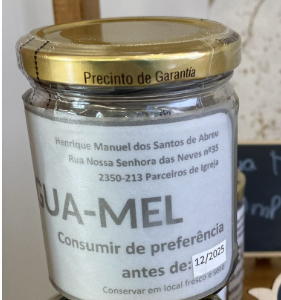 Precinto de Garantía
Henrique Manuel dos Santos de Abreu
Rua Nossa Senhora das Neves nº35
2350-213 Parceiros de Igreja
GUA-MEL
Consumir de preferência
antes de: 12/2025
Conservar em local fresco e seco